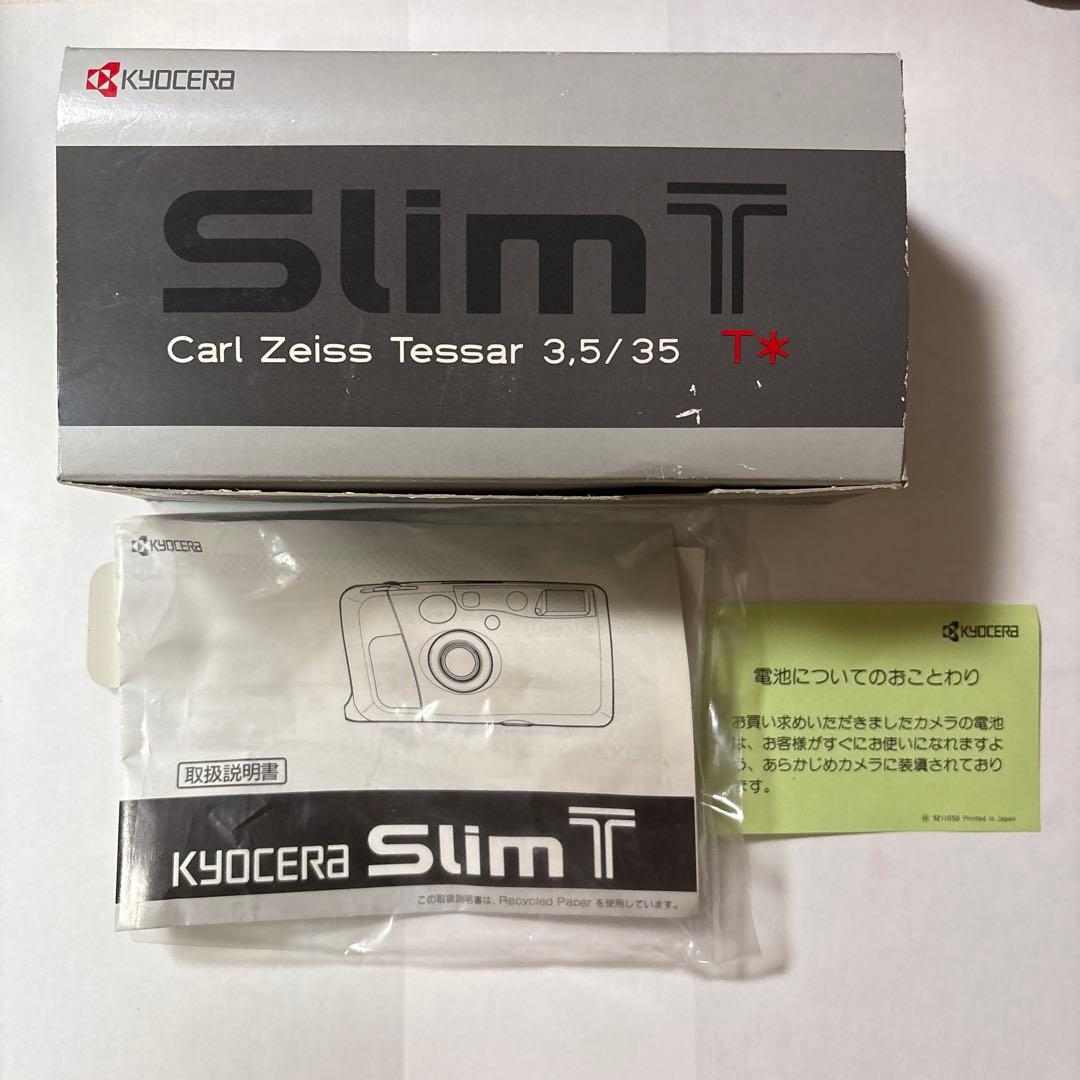 KYOCERA
Slim T
Carl Zeiss Tessar 3,5/35 T*
KYOCERA
取扱説明書
KYOCERA Slim T
この取扱説明書は、Recycled Paper を使用しています。
KYOCERA
電池についてのおことわり
お買い求めいただきましたカメラの電池
は、お客様がすぐにお使いになれますよ
う、あらかじめカメラに装塡されており
ます。
9211050 Printed in Japan